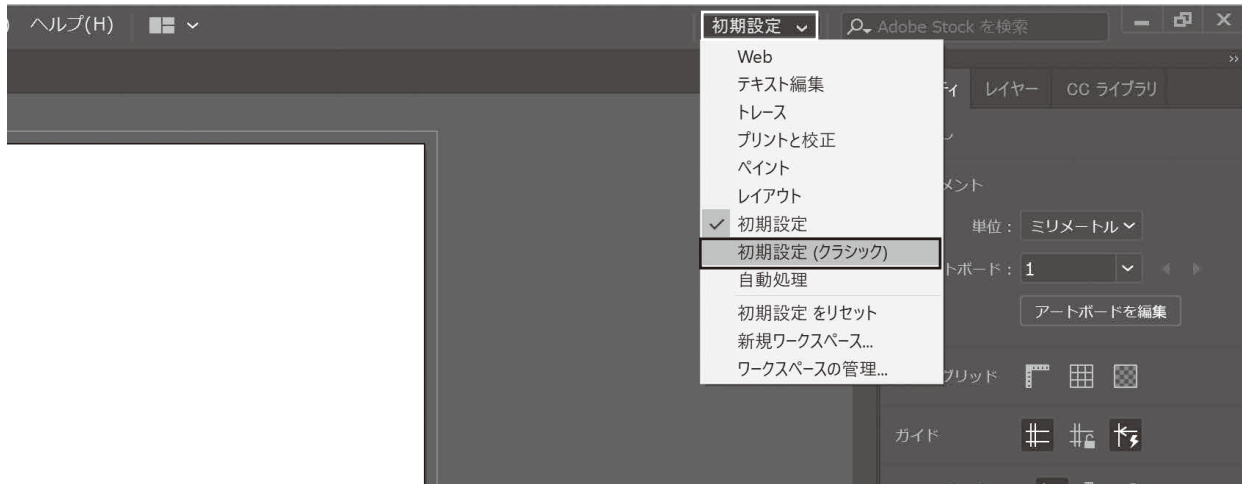 ヘルプ(H)
初期設定
Adobe Stock を検索
Web
テキスト編集
トレース
プリントと校正
ペイント
レイアウト
初期設定
初期設定 (クラシック)
自動処理
初期設定 をリセット
新規ワークスペース...
ワークスペースの管理...
レイヤー
CC ライブラリ
単位：
ミリメートル
1
アートボードを編集
グリッド
ガイド